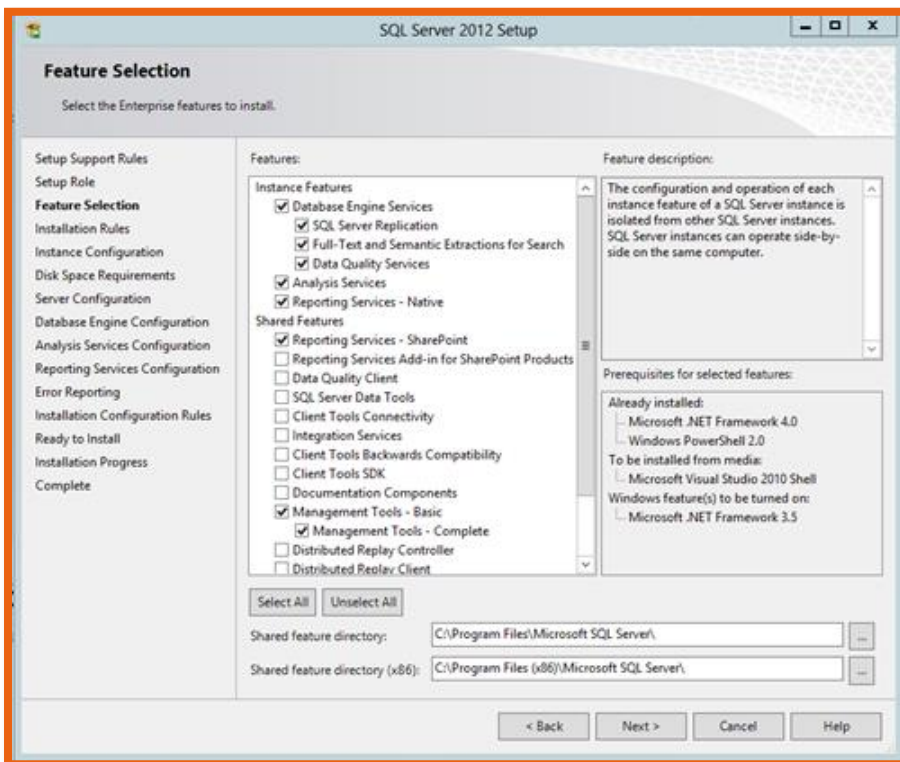 SQL Server 2012 Setup
Feature Selection
Select the Enterprise features to install.
Setup Support Rules
Setup Role
Feature Selection
Installation Rules
Instance Configuration
Disk Space Requirements
Server Configuration
Database Engine Configuration
Analysis Services Configuration
Reporting Services Configuration
Error Reporting
Installation Configuration Rules
Ready to Install
Installation Progress
Complete
Features:
Instance Features
Database Engine Services
SQL Server Replication
Full-Text and Semantic Extractions for Search
Data Quality Services
Analysis Services
Reporting Services - Native
Shared Features
Reporting Services - SharePoint
Reporting Services Add-in for SharePoint Products
Data Quality Client
SQL Server Data Tools
Client Tools Connectivity
Integration Services
Client Tools Backwards Compatibility
Client Tools SDK
Documentation Components
Management Tools - Basic
Management Tools - Complete
Distributed Replay Controller
Distributed Replay Client
Feature description:
The configuration and operation of each
instance feature of a SQL Server instance is
isolated from other SQL Server instances.
SQL Server instances can operate side-by-
side on the same computer.
Prerequisites for selected features:
Already installed:
Microsoft .NET Framework 4.0
Windows PowerShell 2.0
To be installed from media:
Microsoft Visual Studio 2010 Shell
Windows feature(s) to be turned on:
Microsoft .NET Framework 3.5
Select All
Unselect All
Shared feature directory:
C:\Program Files\Microsoft SQL Server\
...
Shared feature directory (x86):
C:\Program Files (x86)\Microsoft SQL Server\
...
< Back
Next >
Cancel
Help